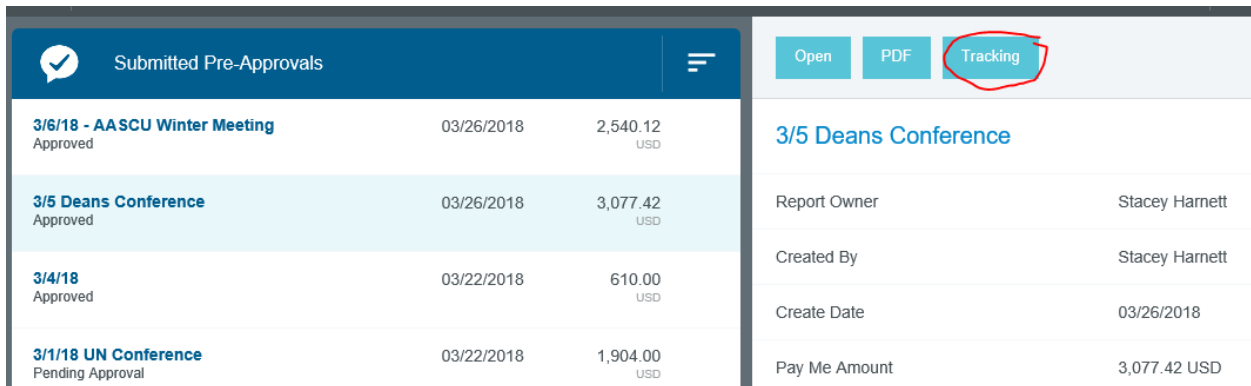 Submitted Pre-Approvals
3/6/18 - AASCU Winter Meeting 03/26/2018 2,540.12
Approved USD
3/5 Deans Conference 03/26/2018 3,077.42
Approved USD
3/4/18 03/22/2018 610.00
Approved USD
3/1/18 UN Conference 03/22/2018 1,904.00
Pending Approval USD
Open PDF Tracking
3/5 Deans Conference
Report Owner Stacey Harnett
Created By Stacey Harnett
Create Date 03/26/2018
Pay Me Amount 3,077.42 USD